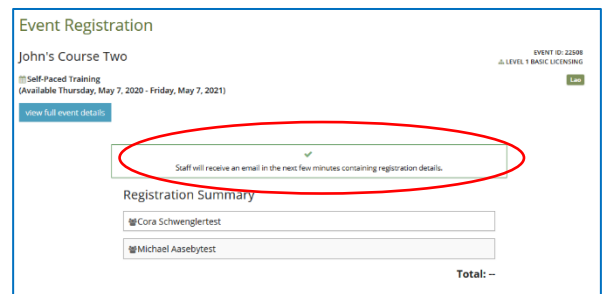 Event Registration
John's Course Two
EVENT ID: 22508
LEVEL 1 BASIC LICENSING
Self-Paced Training
(Available Thursday, May 7, 2020 - Friday, May 7, 2021)
Lao
view full event details
Staff will receive an email in the next few minutes containing registration details.
Registration Summary
Cora Schwenglertest
Michael Aasebytest
Total: --